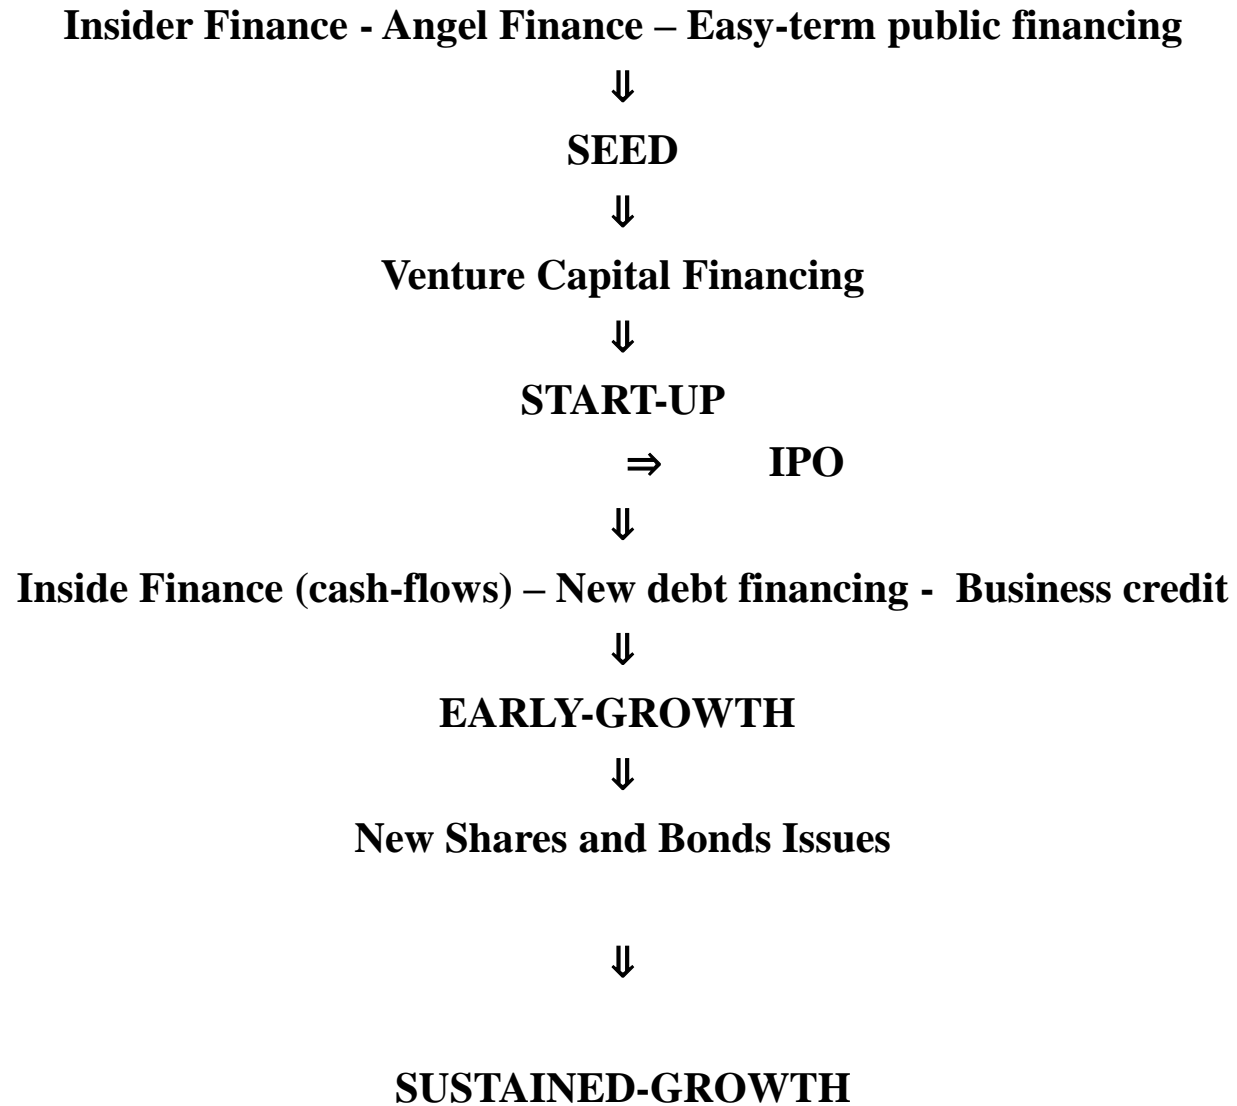 Insider Finance - Angel Finance – Easy-term public financing
⇓
SEED
⇓
Venture Capital Financing
⇓
START-UP
⇒ IPO
⇓
Inside Finance (cash-flows) – New debt financing - Business credit
⇓
EARLY-GROWTH
⇓
New Shares and Bonds Issues
⇓
SUSTAINED-GROWTH